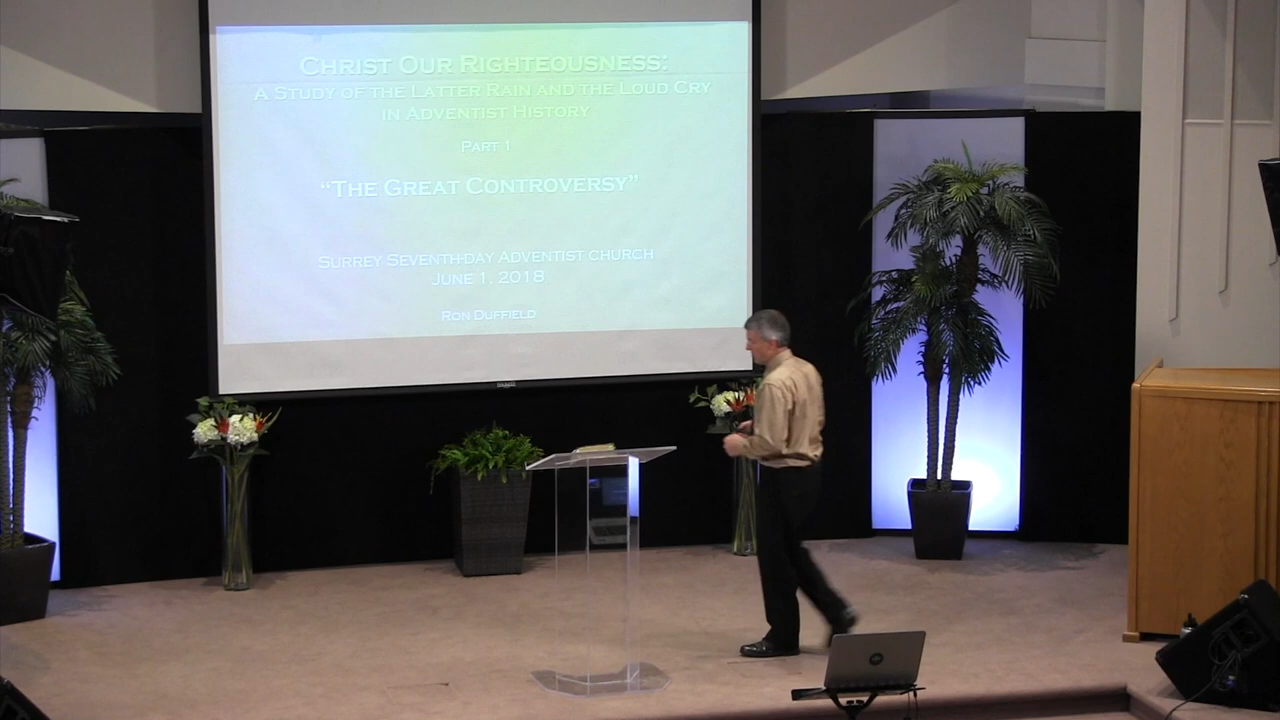 Christ Our Righteousness:
A Study of the Latter Rain and the Loud Cry
in Adventist History
Part 1
“The Great Controversy”
Surrey Seventh-day Adventist church
June 1, 2018
Ron Duffield